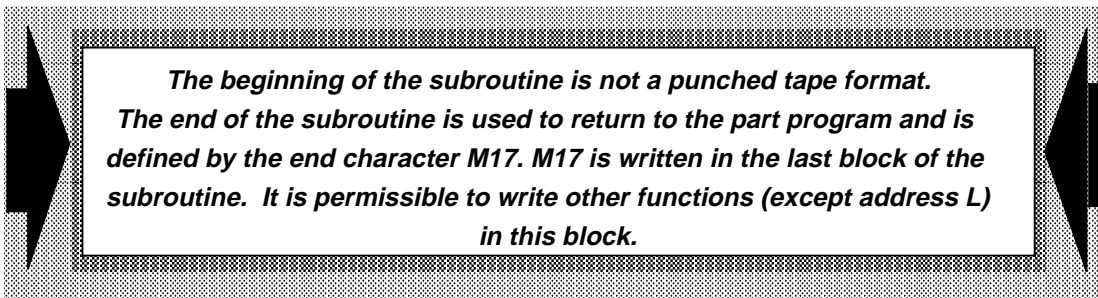 The beginning of the subroutine is not a punched tape format.
The end of the subroutine is used to return to the part program and is
defined by the end character M17. M17 is written in the last block of the
subroutine. It is permissible to write other functions (except address L)
in this block.